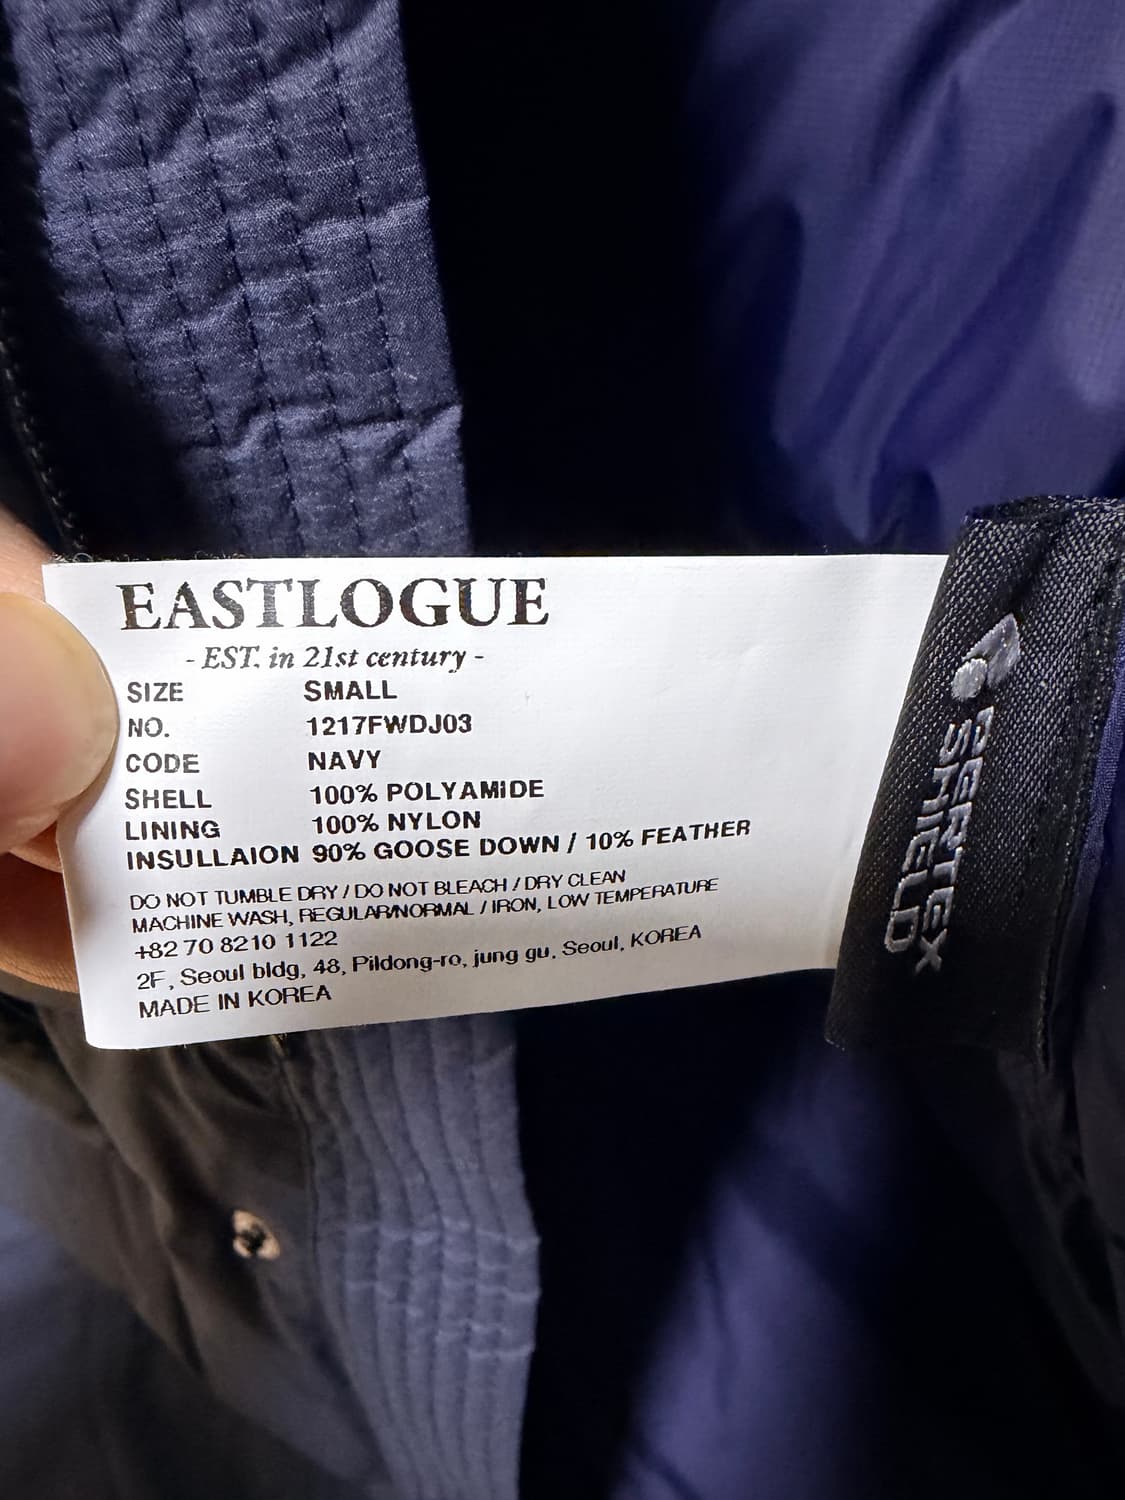 EASTLOGUE
- EST. in 21st century -
SIZE SMALL
NO. 1217FWDJ03
CODE NAVY
SHELL 100% POLYAMIDE
LINING 100% NYLON
INSULLAION 90% GOOSE DOWN / 10% FEATHER
DO NOT TUMBLE DRY / DO NOT BLEACH / DRY CLEAN
MACHINE WASH, REGULAR/NORMAL / IRON, LOW TEMPERATURE
+82 70 8210 1122
2F, Seoul bldg, 48, Pildong-ro, jung gu, Seoul, KOREA
MADE IN KOREA
PERTEX
SHIELD